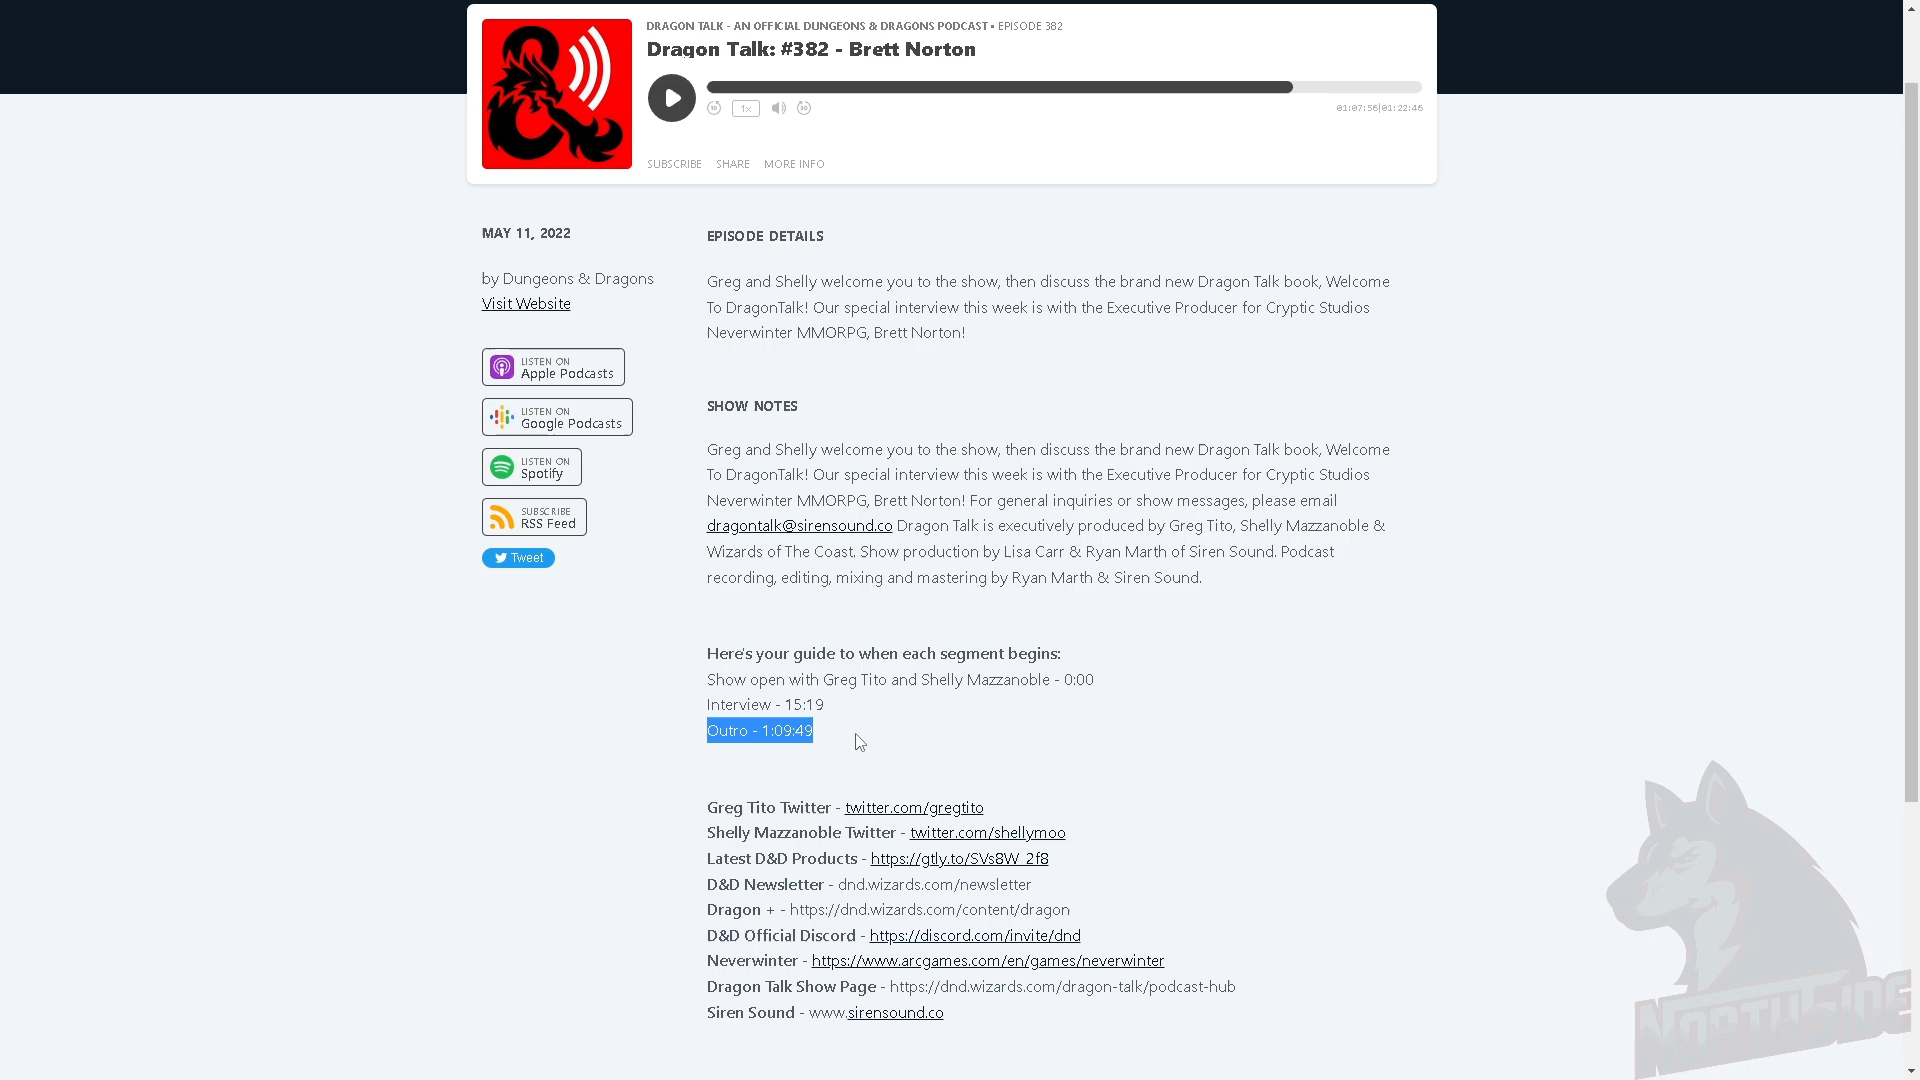 DRAGON TALK - AN OFFICIAL DUNGEONS & DRAGONS PODCAST • EPISODE 382
Dragon Talk: #382 - Brett Norton
1x
01:07:56|01:22:46
SUBSCRIBE SHARE MORE INFO
MAY 11, 2022
by Dungeons & Dragons
Visit Website
LISTEN ON
Apple Podcasts
LISTEN ON
Google Podcasts
LISTEN ON
Spotify
SUBSCRIBE
RSS Feed
Tweet
EPISODE DETAILS
Greg and Shelly welcome you to the show, then discuss the brand new Dragon Talk book, Welcome
To DragonTalk! Our special interview this week is with the Executive Producer for Cryptic Studios
Neverwinter MMORPG, Brett Norton!
SHOW NOTES
Greg and Shelly welcome you to the show, then discuss the brand new Dragon Talk book, Welcome
To DragonTalk! Our special interview this week is with the Executive Producer for Cryptic Studios
Neverwinter MMORPG, Brett Norton! For general inquiries or show messages, please email
dragontalk@sirensound.co Dragon Talk is executively produced by Greg Tito, Shelly Mazzanoble &
Wizards of The Coast. Show production by Lisa Carr & Ryan Marth of Siren Sound. Podcast
recording, editing, mixing and mastering by Ryan Marth & Siren Sound.
Here's your guide to when each segment begins:
Show open with Greg Tito and Shelly Mazzanoble - 0:00
Interview - 15:19
Outro - 1:09:49
Greg Tito Twitter - twitter.com/gregtito
Shelly Mazzanoble Twitter - twitter.com/shellymoo
Latest D&D Products - https://gtly.to/SVs8W_2f8
D&D Newsletter - dnd.wizards.com/newsletter
Dragon + - https://dnd.wizards.com/content/dragon
D&D Official Discord - https://discord.com/invite/dnd
Neverwinter - https://www.arcgames.com/en/games/neverwinter
Dragon Talk Show Page - https://dnd.wizards.com/dragon-talk/podcast-hub
Siren Sound - www.sirensound.co
NORTHSIDE